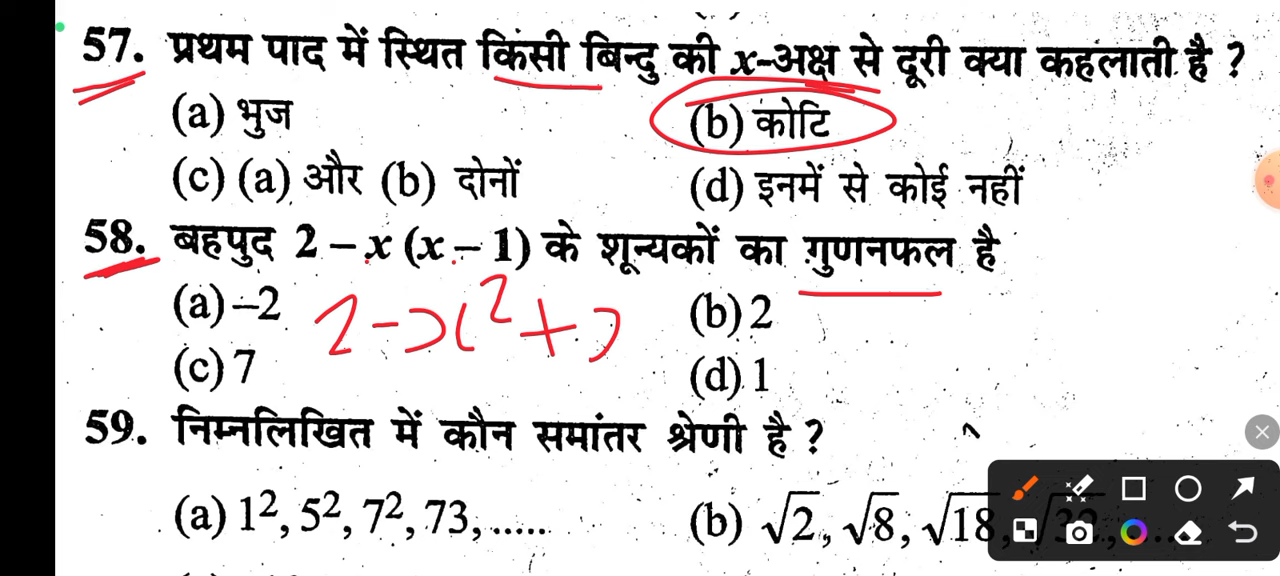 57. प्रथम पाद में स्थित किसी बिन्दु की x-अक्ष से दूरी क्या कहलाती है ?
(a) भुज (b) कोटि
(c) (a) और (b) दोनों (d) इनमें से कोई नहीं
58. बहपुद 2 – x (x – 1) के शून्यकों का गुणनफल है
(a) –2 (b) 2
2-x²+
(c) 7 (d) 1
59. निम्नलिखित में कौन समांतर श्रेणी है ?
(a) 1², 5², 7², 73, ..... (b) √2, √8, √18,